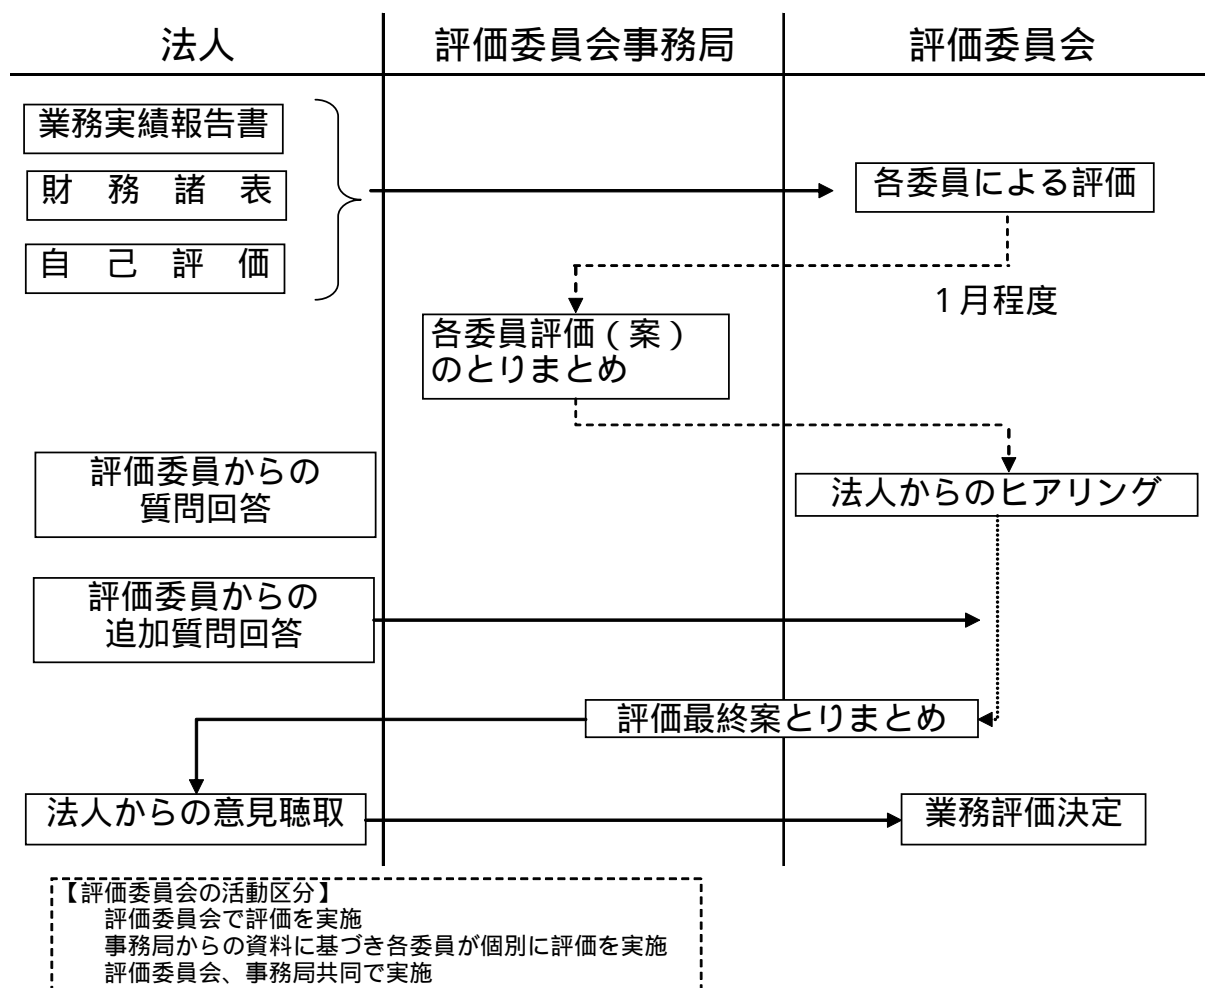 法人
評価委員会事務局
評価委員会
業務実績報告書
財　務　諸　表
自　己　評　価
各委員による評価
１月程度
各委員評価（案）
のとりまとめ
評価委員からの
質問回答
法人からのヒアリング
評価委員からの
追加質問回答
評価最終案とりまとめ
法人からの意見聴取
業務評価決定
【評価委員会の活動区分】
評価委員会で評価を実施
事務局からの資料に基づき各委員が個別に評価を実施
評価委員会、事務局共同で実施